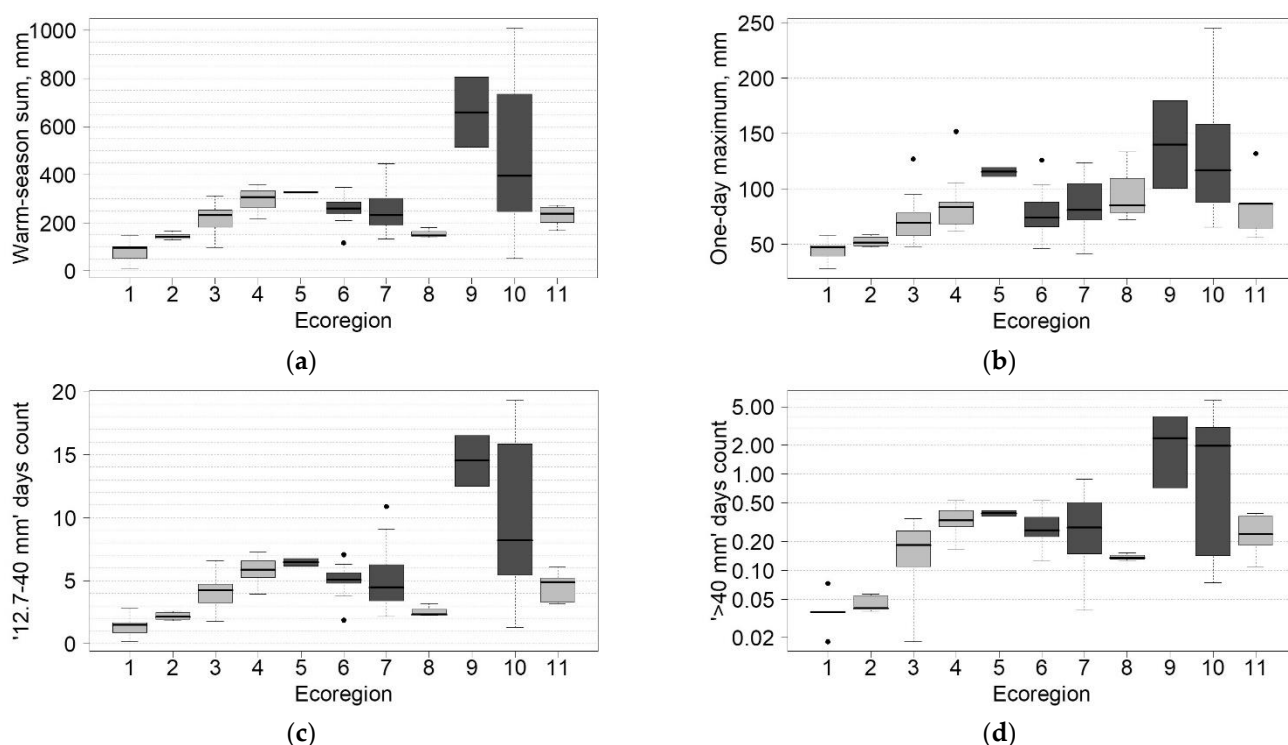 Warm-season sum, mm
1000
800
600
400
200
0
1 2 3 4 5 6 7 8 9 10 11
Ecoregion
(a)
One-day maximum, mm
250
200
150
100
50
1 2 3 4 5 6 7 8 9 10 11
Ecoregion
(b)
'12.7-40 mm' days count
20
15
10
5
0
1 2 3 4 5 6 7 8 9 10 11
Ecoregion
(c)
'>40 mm' days count
5.00
2.00
1.00
0.50
0.20
0.10
0.05
0.02
1 2 3 4 5 6 7 8 9 10 11
Ecoregion
(d)